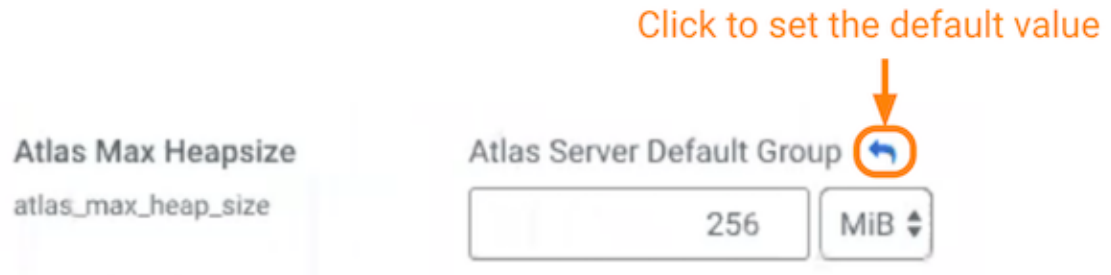 Click to set the default value
Atlas Max Heapsize
Atlas Server Default Group
atlas_max_heap_size
256
MiB